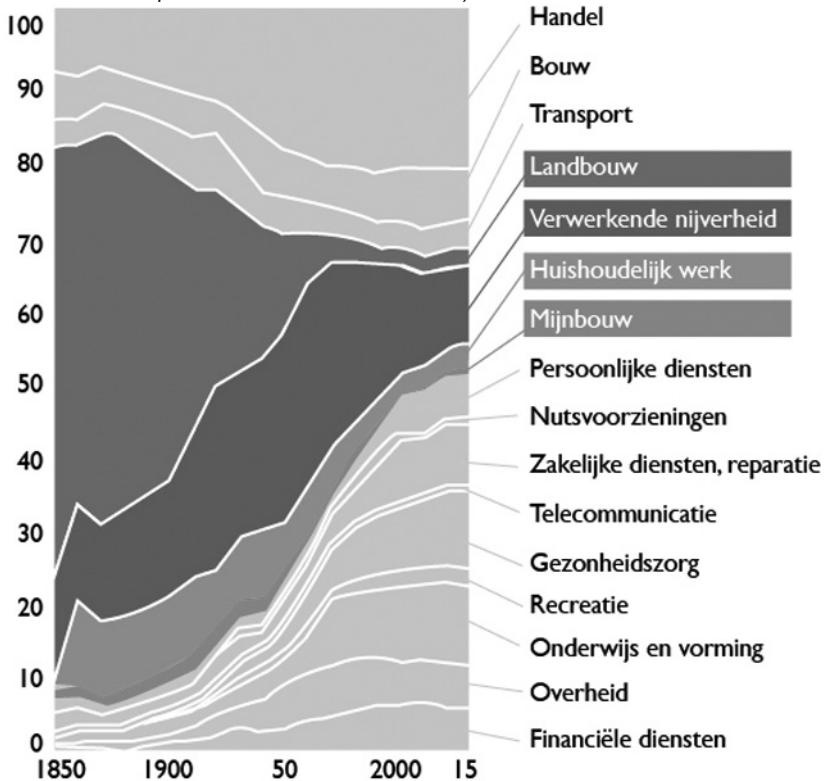 100
90
80
70
60
50
40
30
20
10
0
1850
1900
50
2000
15
Handel
Bouw
Transport
Landbouw
Verwerkende nijverheid
Huishoudelijk werk
Mijnbouw
Persoonlijke diensten
Nutsvoorzieningen
Zakelijke diensten, reparatie
Telecommunicatie
Gezonheidszorg
Recreatie
Onderwijs en vorming
Overheid
Financiële diensten